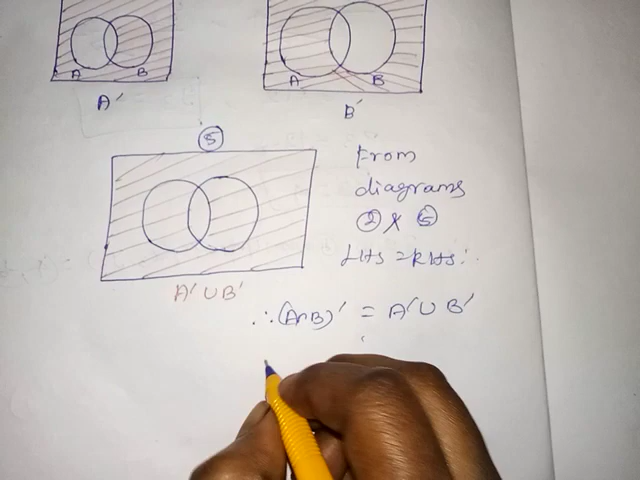 A B
A B
A'
B'
5
From
diagrams
2 & 5
LHS = RHS ∴
A' ∪ B'
∴ (A∩B)' = A' ∪ B'